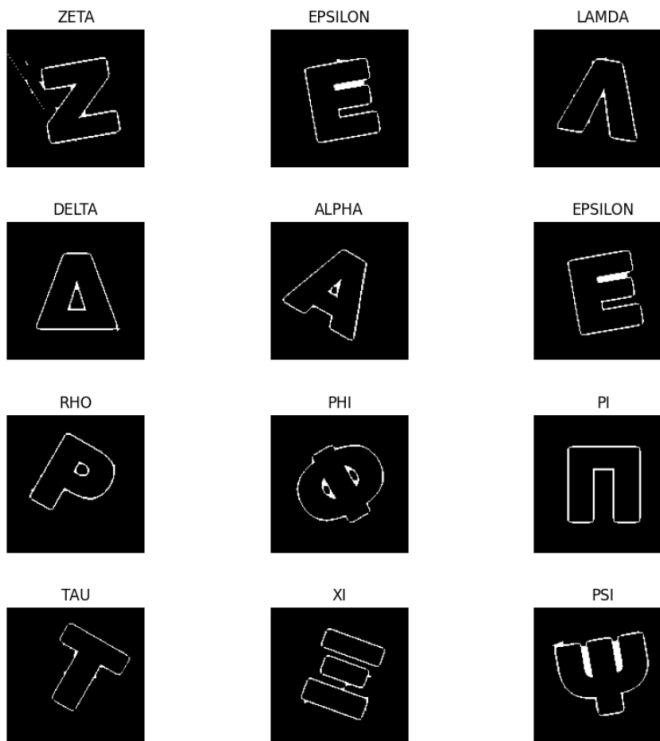 ZETA EPSILON LAMDA
Z E Λ
DELTA ALPHA EPSILON
Δ A E
RHO PHI PI
P Φ Π
TAU XI PSI
T Ξ Ψ